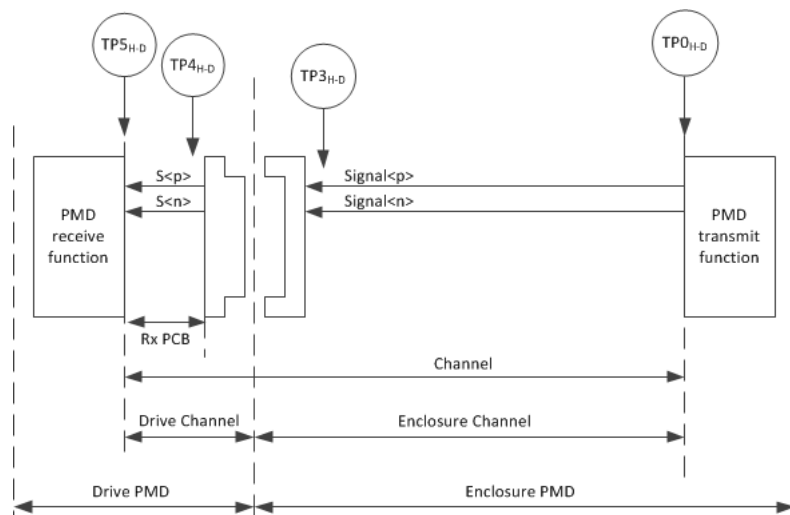 TP5H-D
TP4H-D
TP3H-D
TP0H-D
S<p>
Signal<p>
S<n>
Signal<n>
PMD
receive
function
PMD
transmit
function
Rx PCB
Channel
Drive Channel
Enclosure Channel
Drive PMD
Enclosure PMD